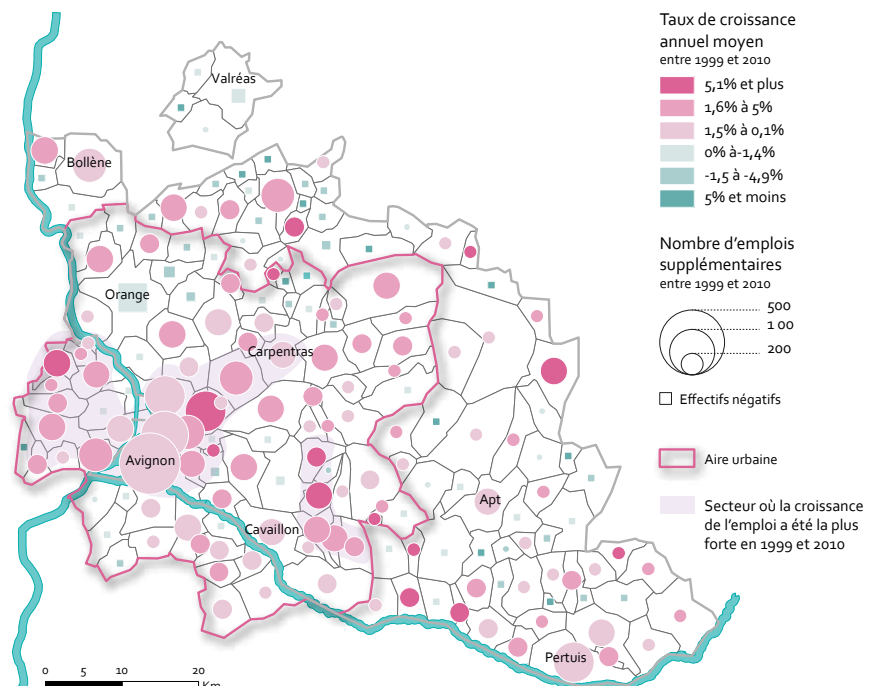 Taux de croissance
annuel moyen
entre 1999 et 2010
5,1% et plus
1,6% à 5%
1,5% à 0,1%
0% à-1,4%
-1,5 à -4,9%
5% et moins
Nombre d'emplois
supplémentaires
entre 1999 et 2010
500
1 00
200
Effectifs négatifs
Aire urbaine
Secteur où la croissance
de l'emploi a été la plus
forte en 1999 et 2010
Valréas
Bollène
Orange
Carpentras
Avignon
Apt
Cavaillon
Pertuis
0 5 10 20
Km